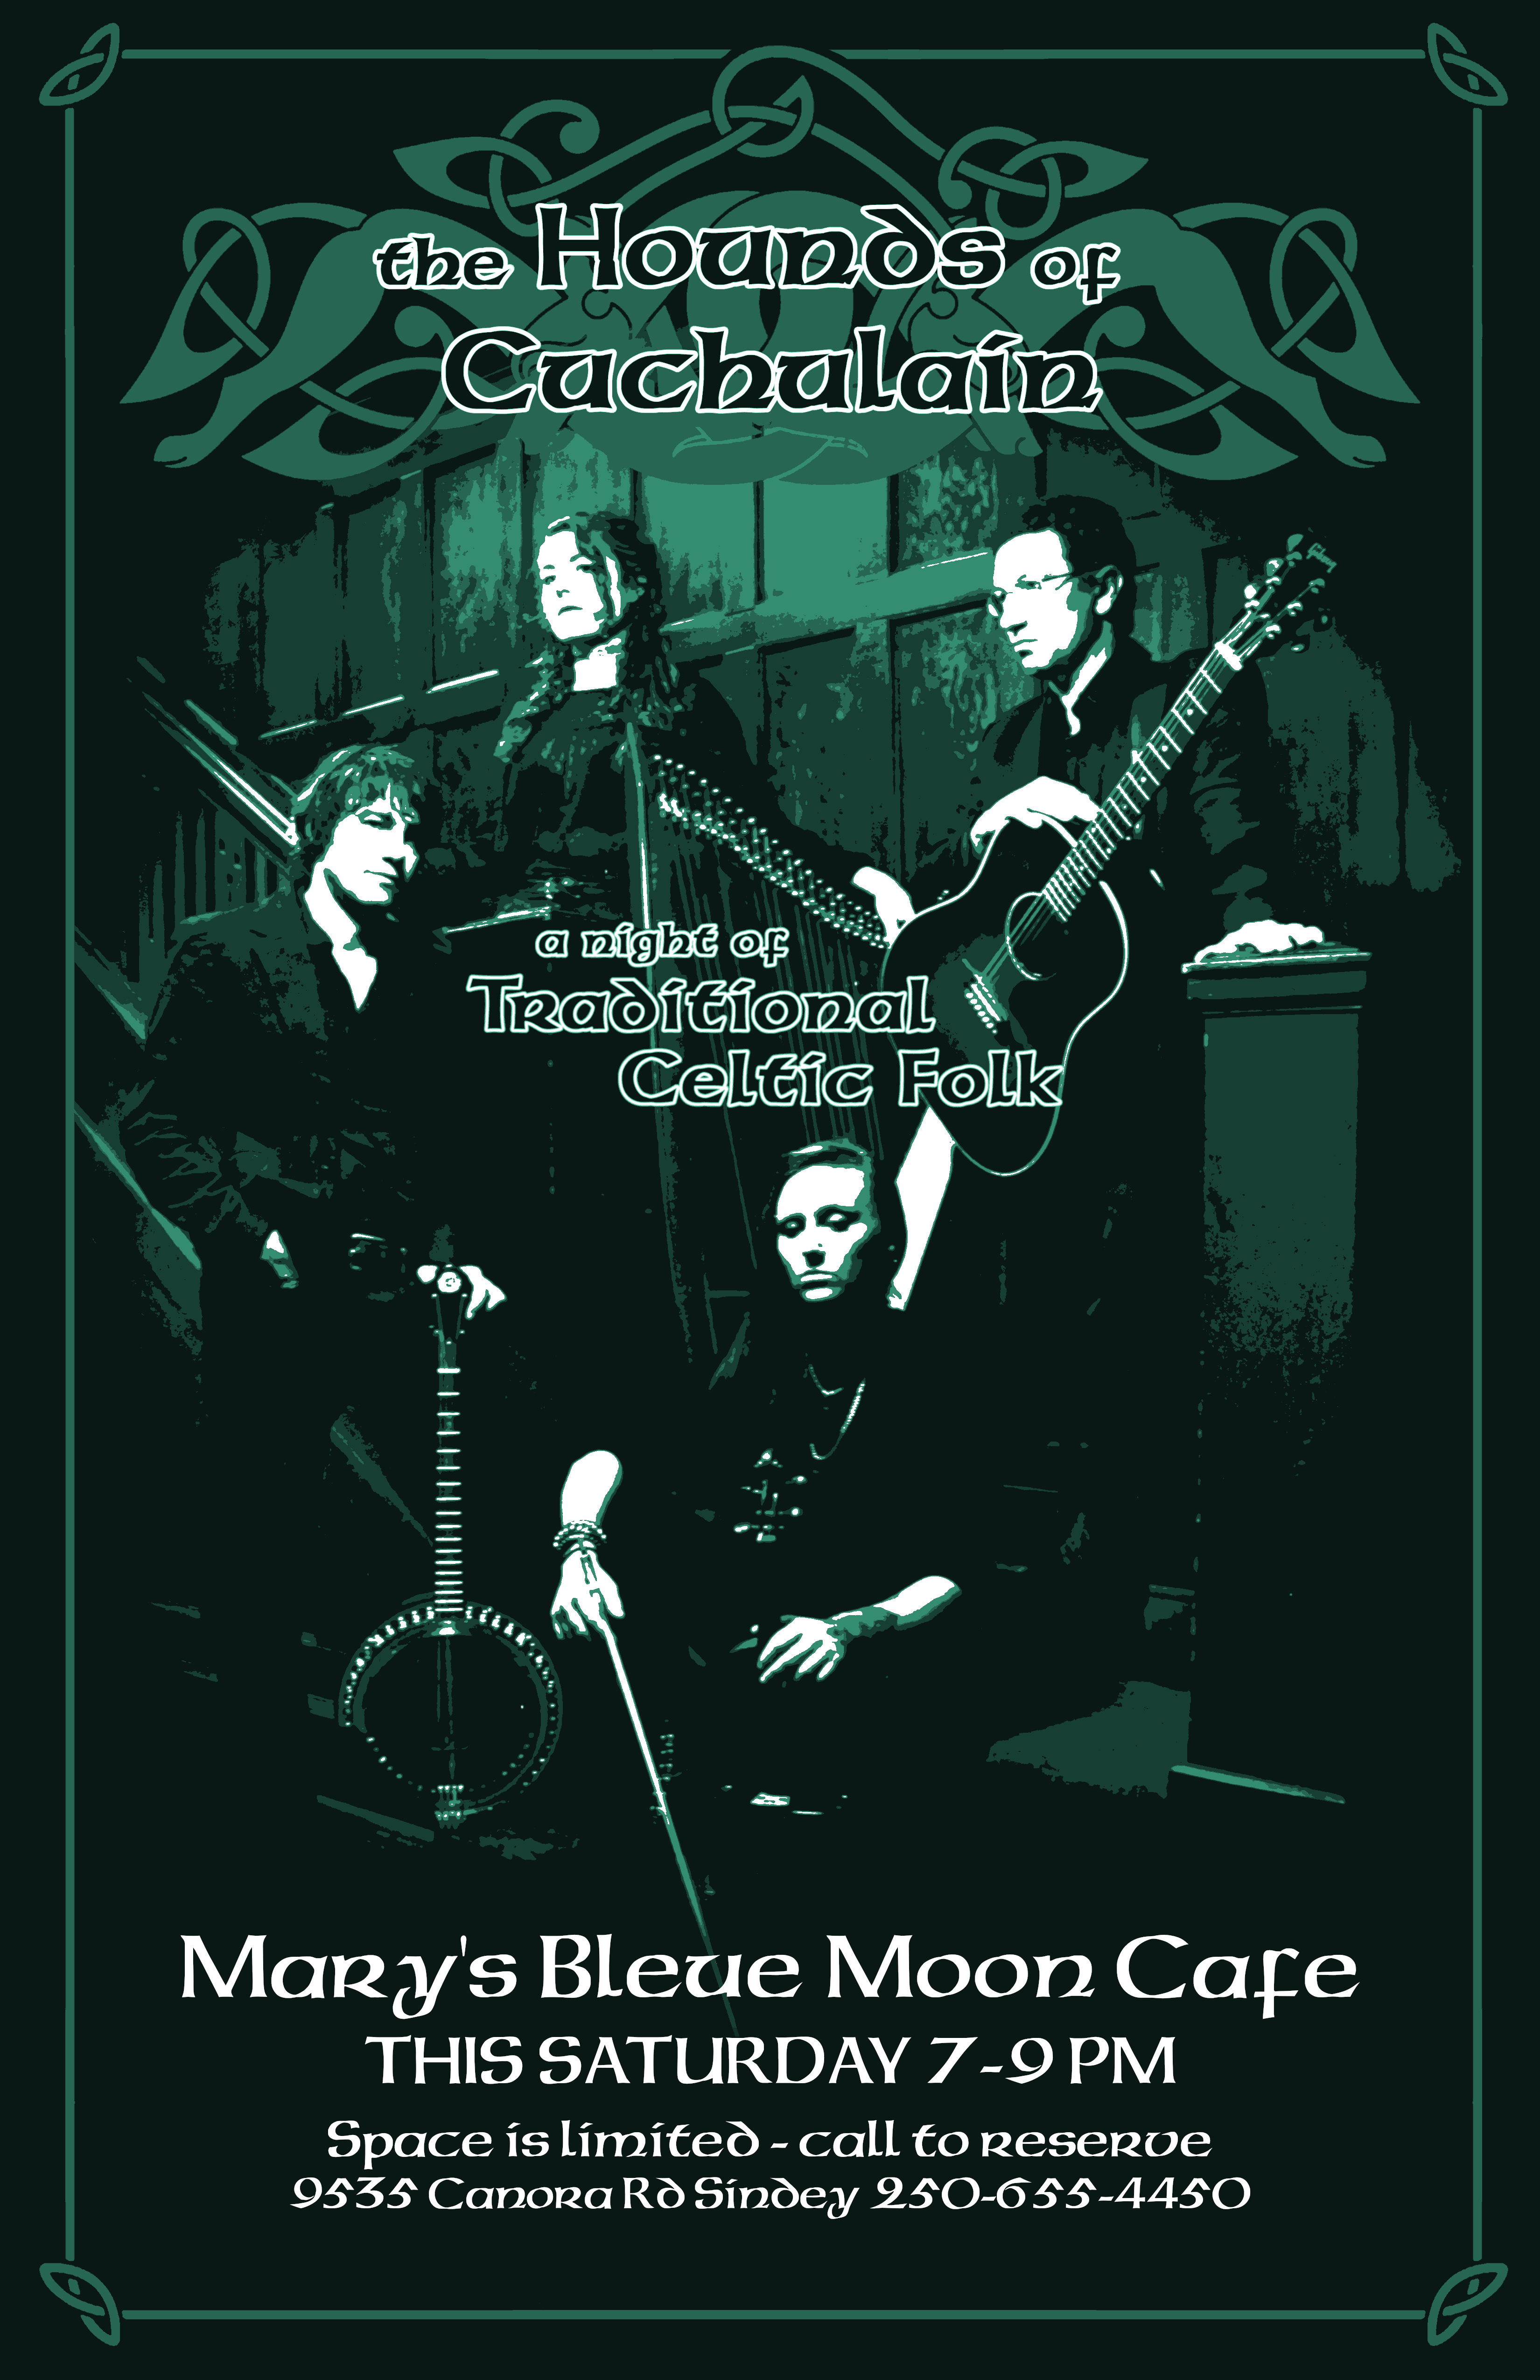 the Hounds of
Cuchulain
a night of
Traditional
Celtic Folk
Mary's Bleue Moon Cafe
THIS SATURDAY 7-9 PM
Space is limited - call to reserve
9535 Canora Rd Sindey 250-655-4450